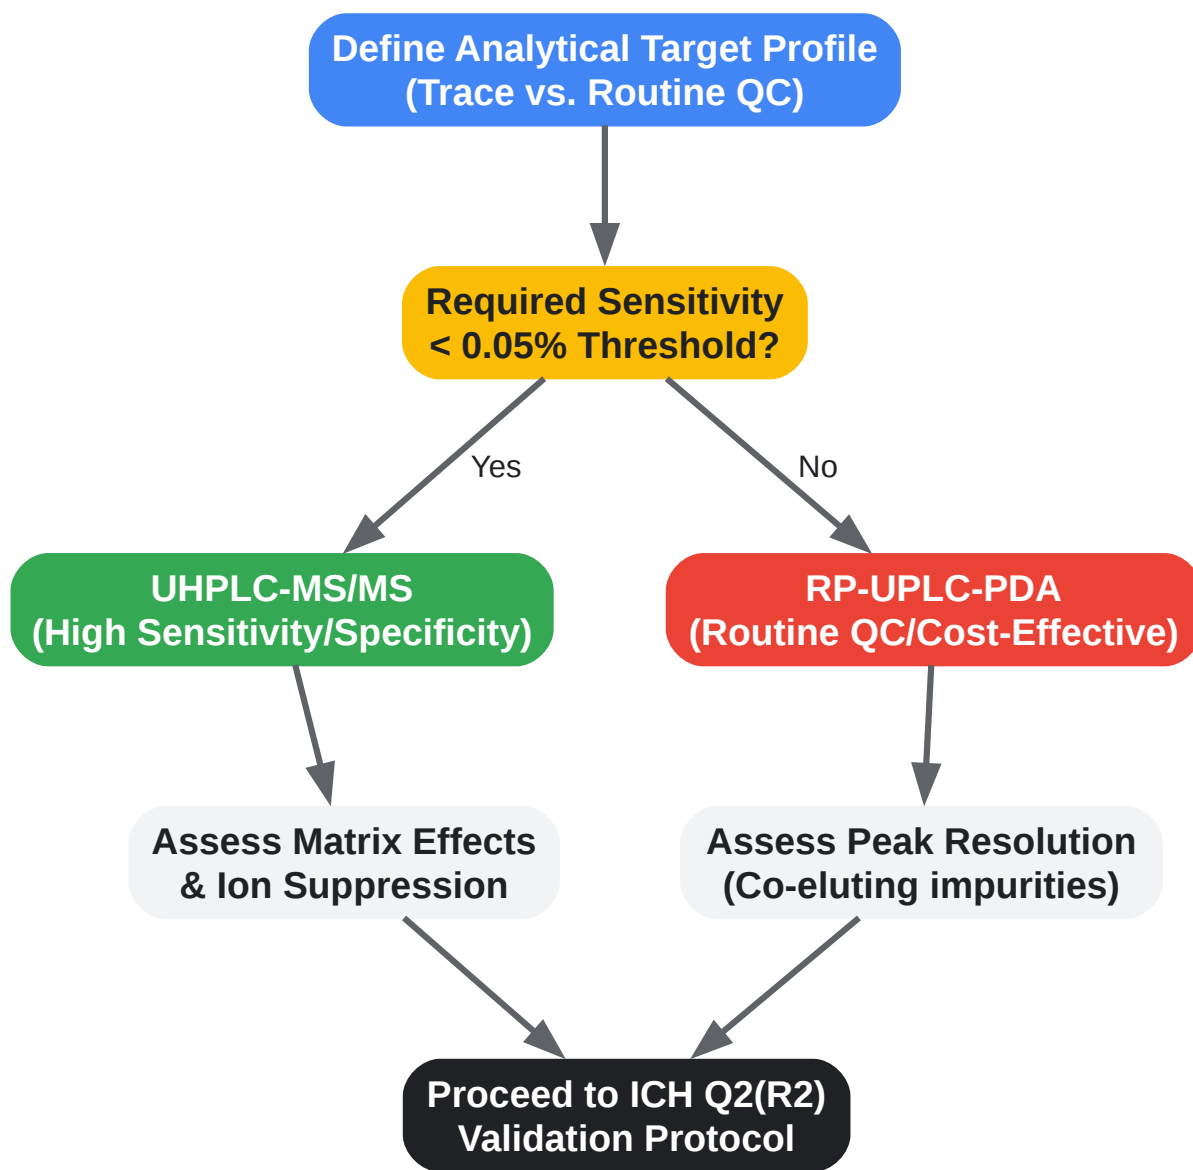 Define Analytical Target Profile
(Trace vs. Routine QC)
Required Sensitivity
< 0.05% Threshold?
Yes
No
UHPLC-MS/MS
(High Sensitivity/Specificity)
RP-UPLC-PDA
(Routine QC/Cost-Effective)
Assess Matrix Effects
& Ion Suppression
Assess Peak Resolution
(Co-eluting impurities)
Proceed to ICH Q2(R2)
Validation Protocol